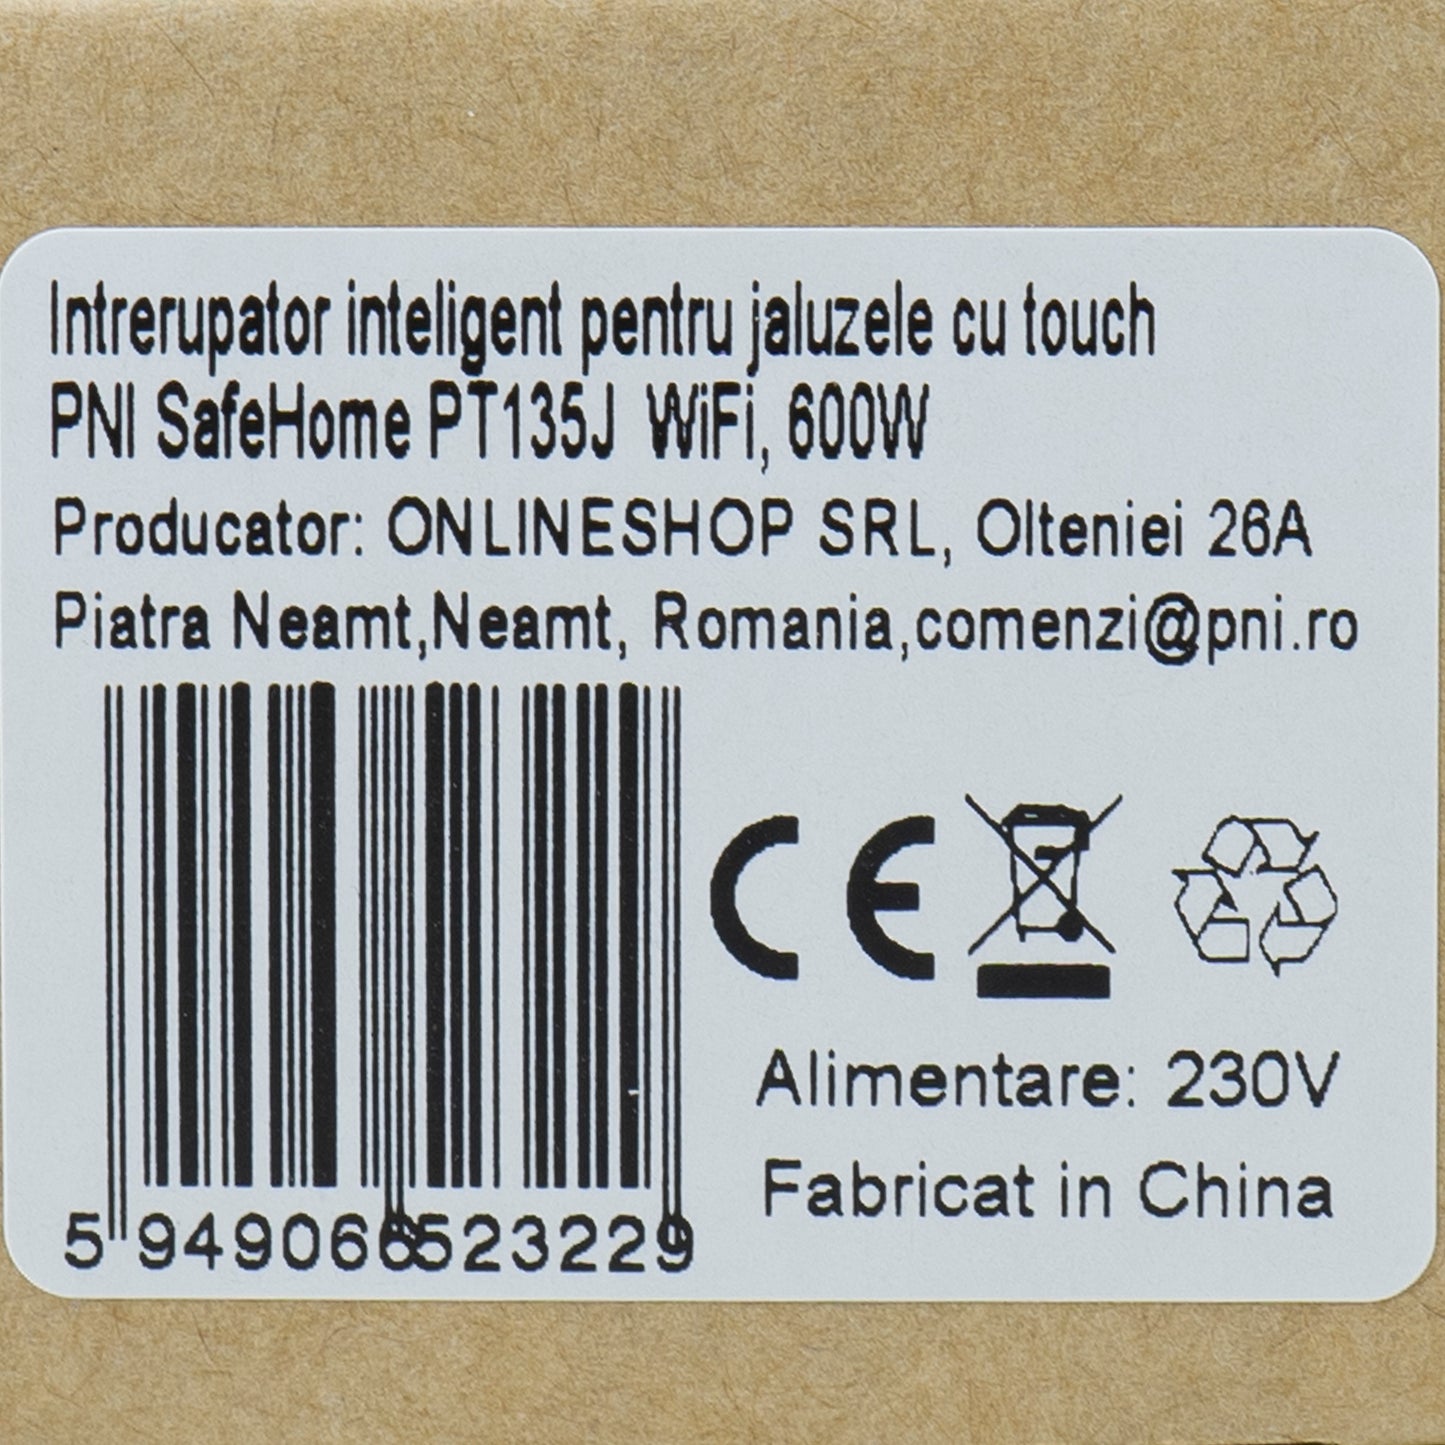 Intrerupator inteligent pentru jaluzele cu touch
PNI SafeHome PT135J WiFi, 600W
Producator: ONLINESHOP SRL, Olteniei 26A
Piatra Neamt,Neamt, Romania,comenzi@pni.ro
CE
Alimentare: 230V
Fabricat in China
5 949066 523229